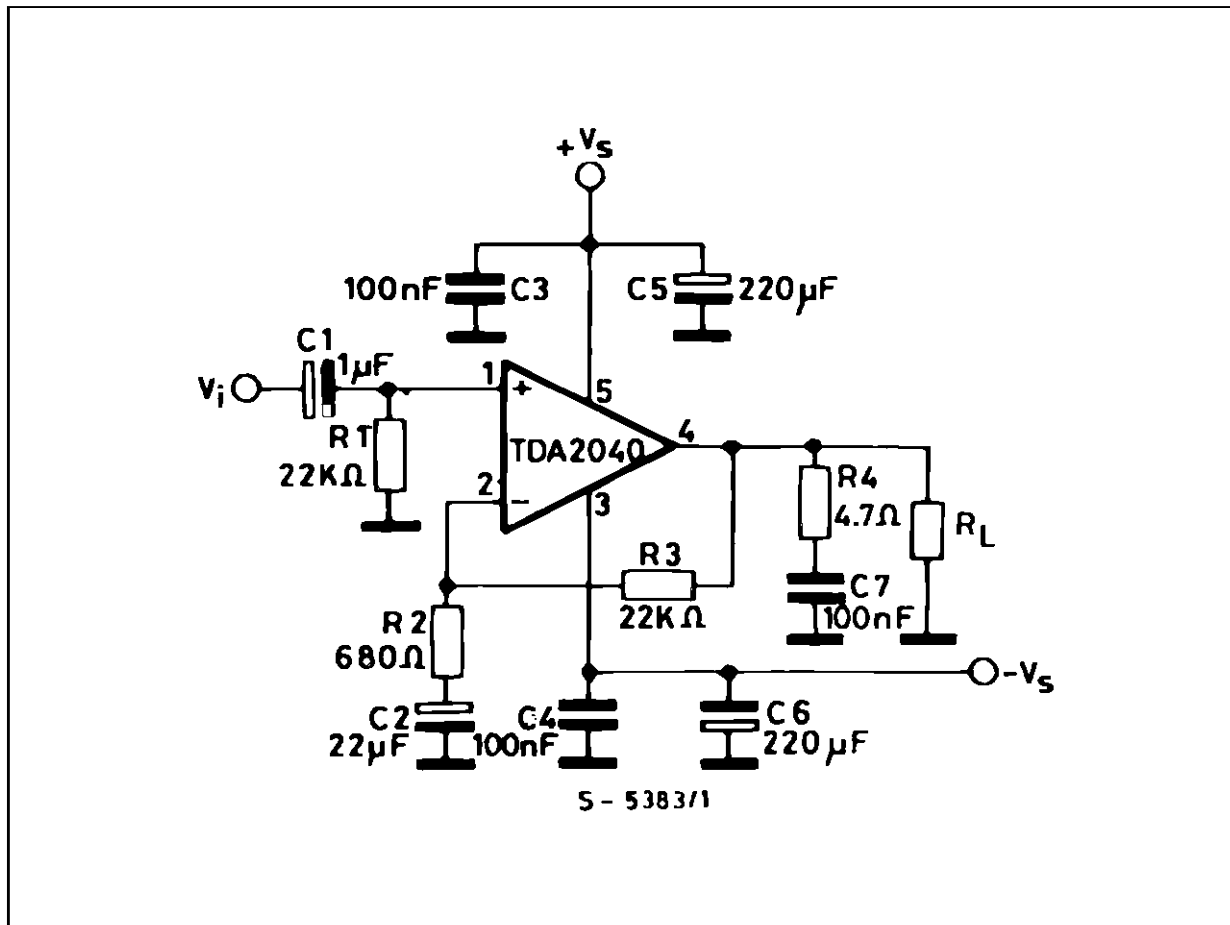 +Vs
100nF C3 C5 220µF
C1
1µF
Vi
1
+
5
R1
22KΩ
TDA2040
4
2
-
3
R4
4.7Ω
RL
R3
22KΩ
C7
100nF
R2
680Ω
-Vs
C2
22µF
C4
100nF
C6
220µF
S - 5383/1